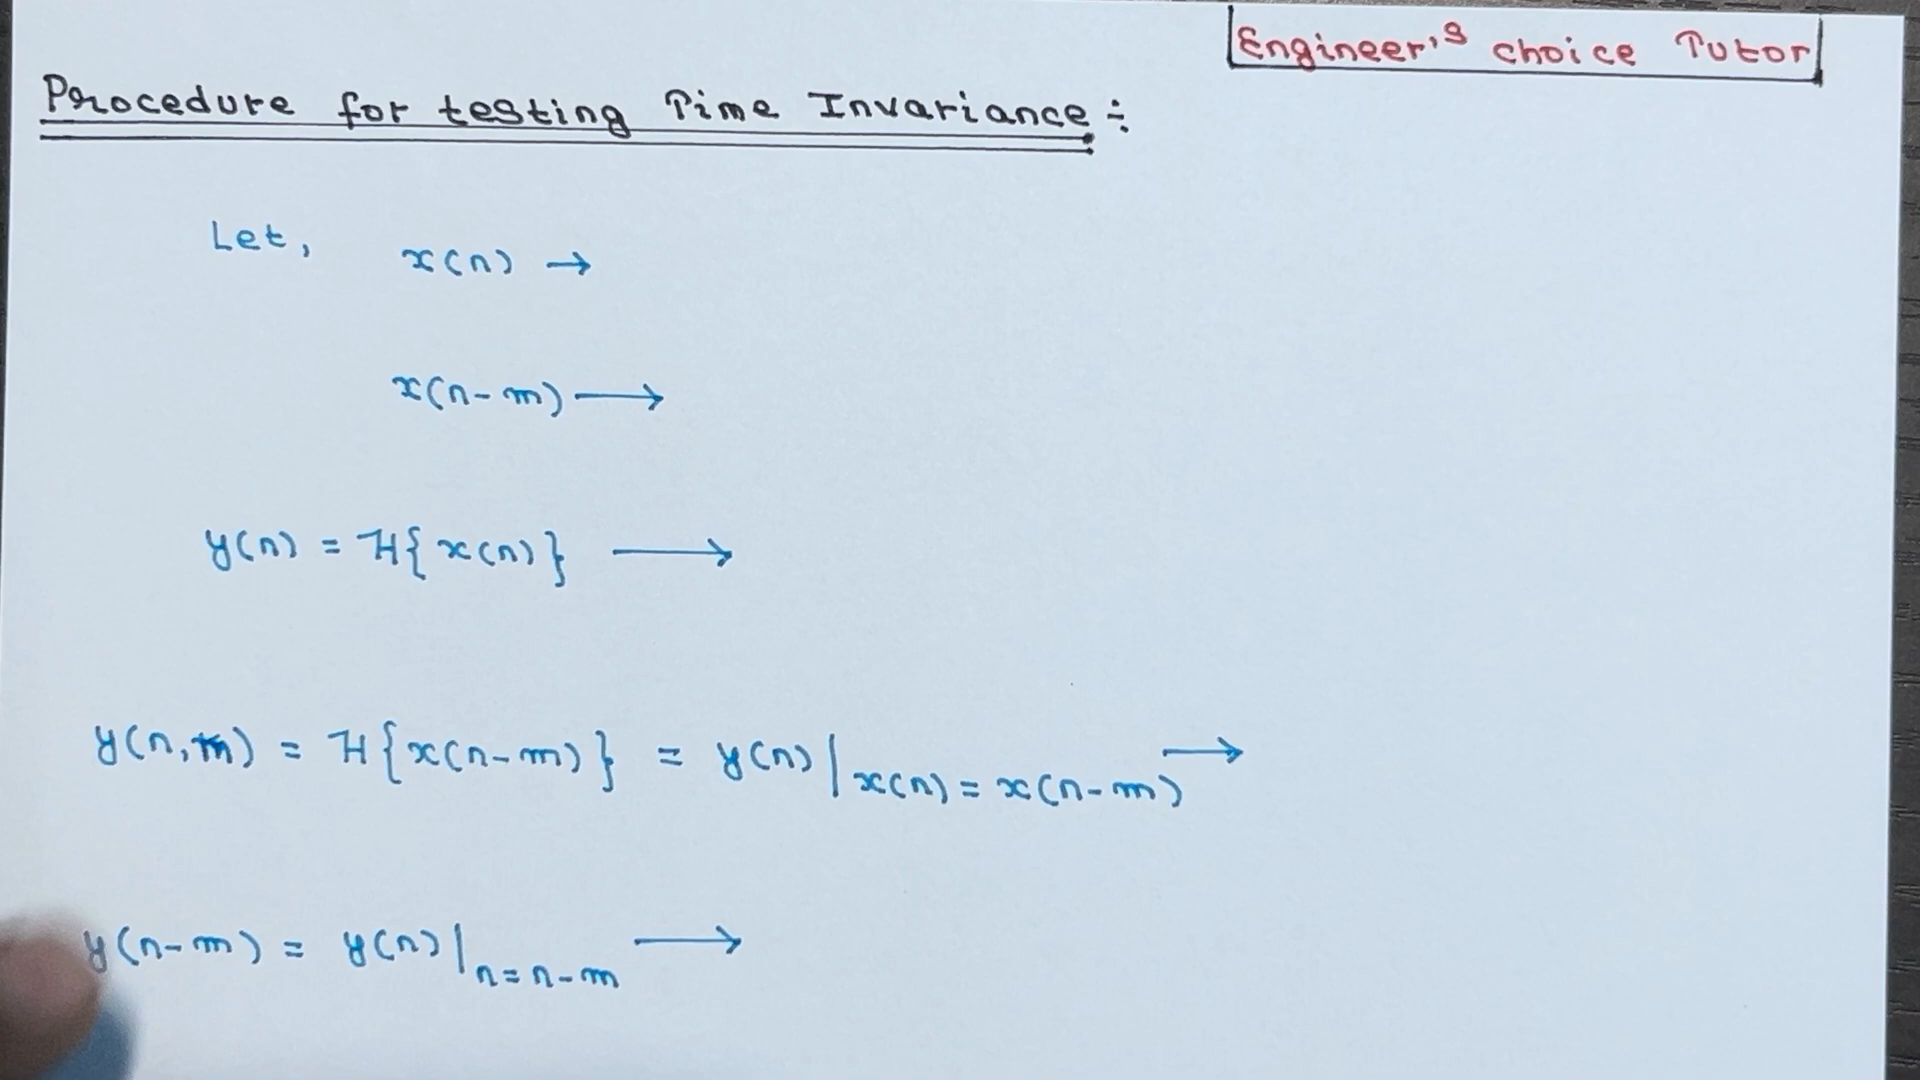 Engineer's choice Tutor
Procedure for testing Time Invariance ÷
Let, x(n) →
x(n-m) →
y(n) = H{x(n)} →
y(n,m) = H{x(n-m)} = y(n)|x(n)=x(n-m) →
y(n-m) = y(n)|n=n-m →